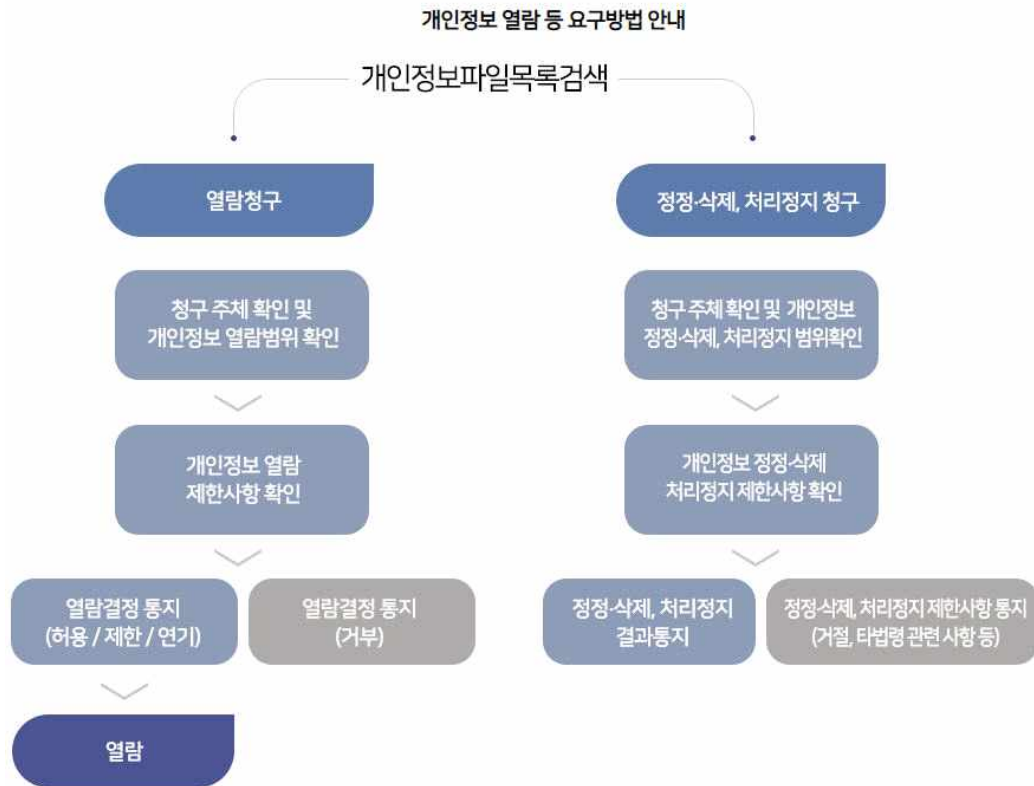 개인정보 열람 등 요구방법 안내
개인정보파일목록검색
열람청구
청구 주체 확인 및
개인정보 열람범위 확인
개인정보 열람
제한사항 확인
열람결정 통지
(허용 / 제한 / 연기)
열람결정 통지
(거부)
열람
정정·삭제, 처리정지 청구
청구 주체 확인 및 개인정보
정정·삭제, 처리정지 범위확인
개인정보 정정·삭제
처리정지 제한사항 확인
정정·삭제, 처리정지
결과통지
정정·삭제, 처리정지 제한사항 통지
(거절, 타법령 관련 사항 등)